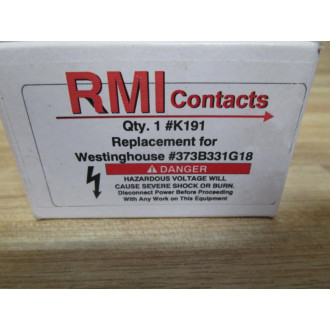 RMI Contacts
Qty. 1 #K191
Replacement for
Westinghouse #373B331G18
DANGER
HAZARDOUS VOLTAGE WILL
CAUSE SEVERE SHOCK OR BURN.
Disconnect Power Before Proceeding
With Any Work on This Equipment